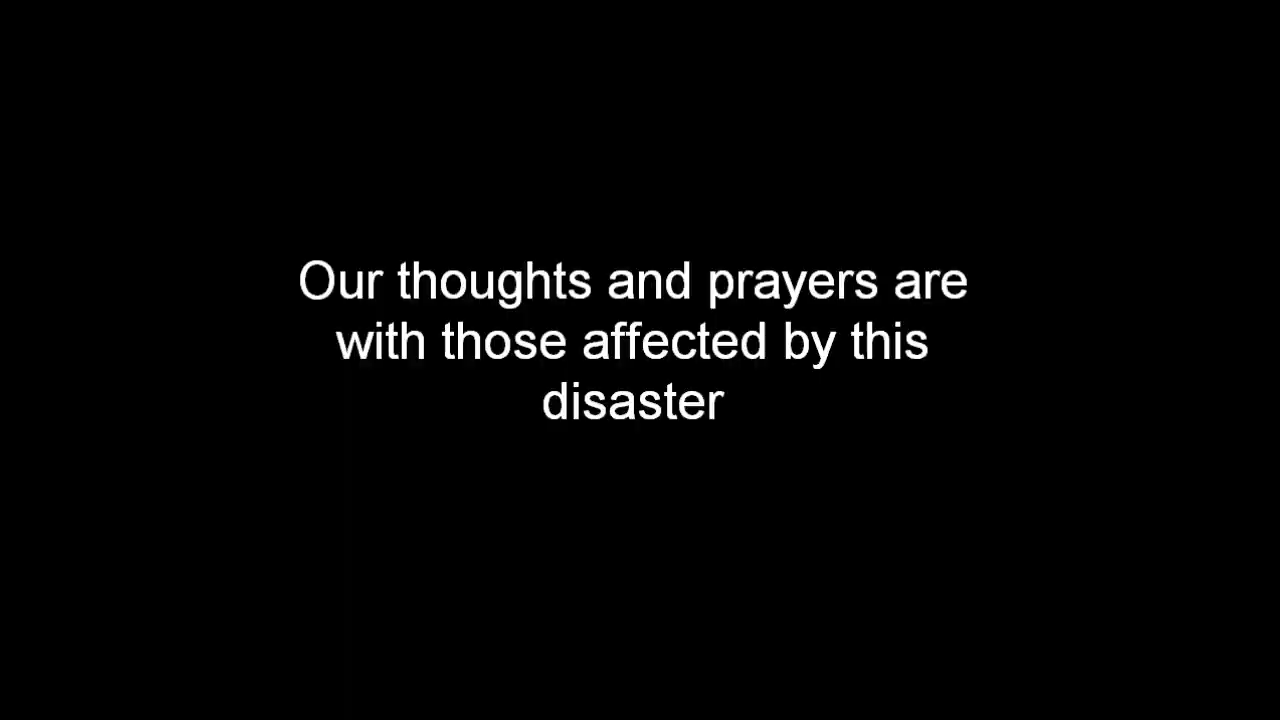 Our thoughts and prayers are
with those affected by this
disaster